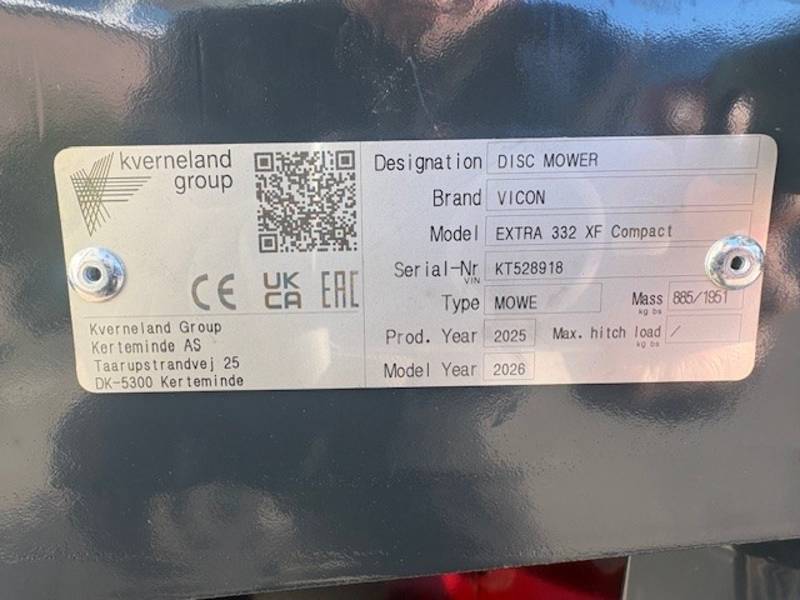 kverneland
group
CE UK
CA EAC
Kverneland Group
Kerteminde AS
Taarupstrandvej 25
DK-5300 Kerteminde
Designation DISC MOWER
Brand VICON
Model EXTRA 332 XF Compact
Serial-Nr KT528918
VIN
Type MOWE Mass 885/1951
kg lbs
Prod. Year 2025 Max. hitch load /
kg lbs
Model Year 2026